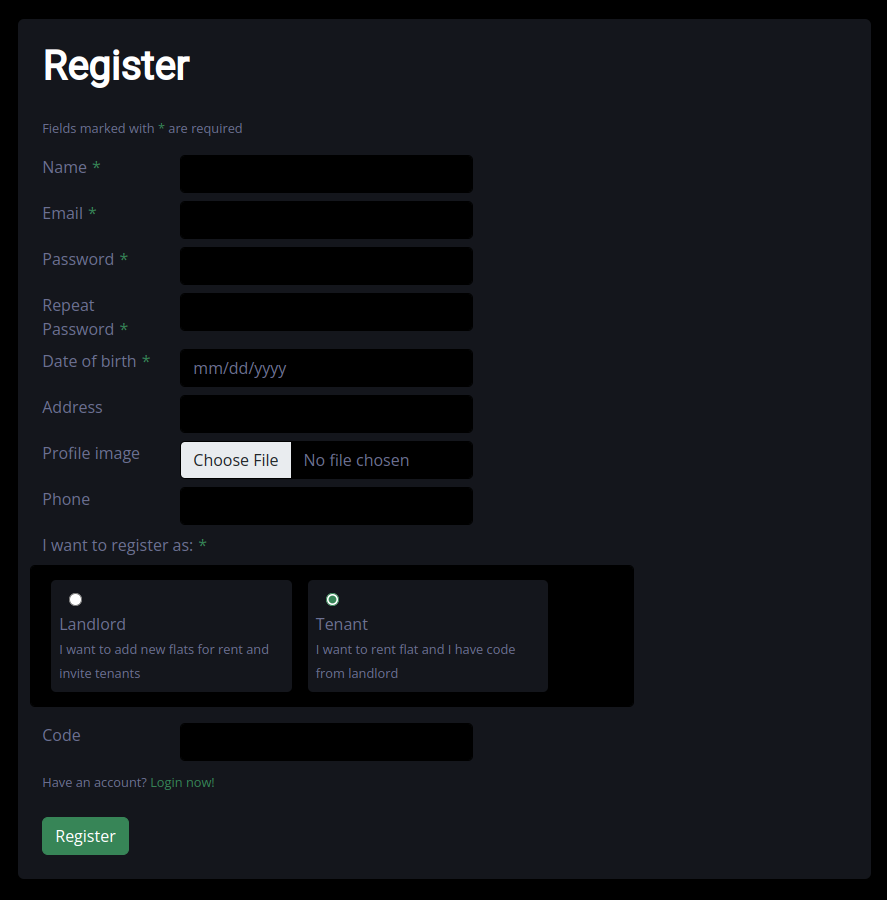 Register
Fields marked with * are required
Name *
Email *
Password *
Repeat
Password *
Date of birth *
mm/dd/yyyy
Address
Profile image
Choose File
No file chosen
Phone
I want to register as: *
Landlord
I want to add new flats for rent and
invite tenants
Tenant
I want to rent flat and I have code
from landlord
Code
Have an account? Login now!
Register